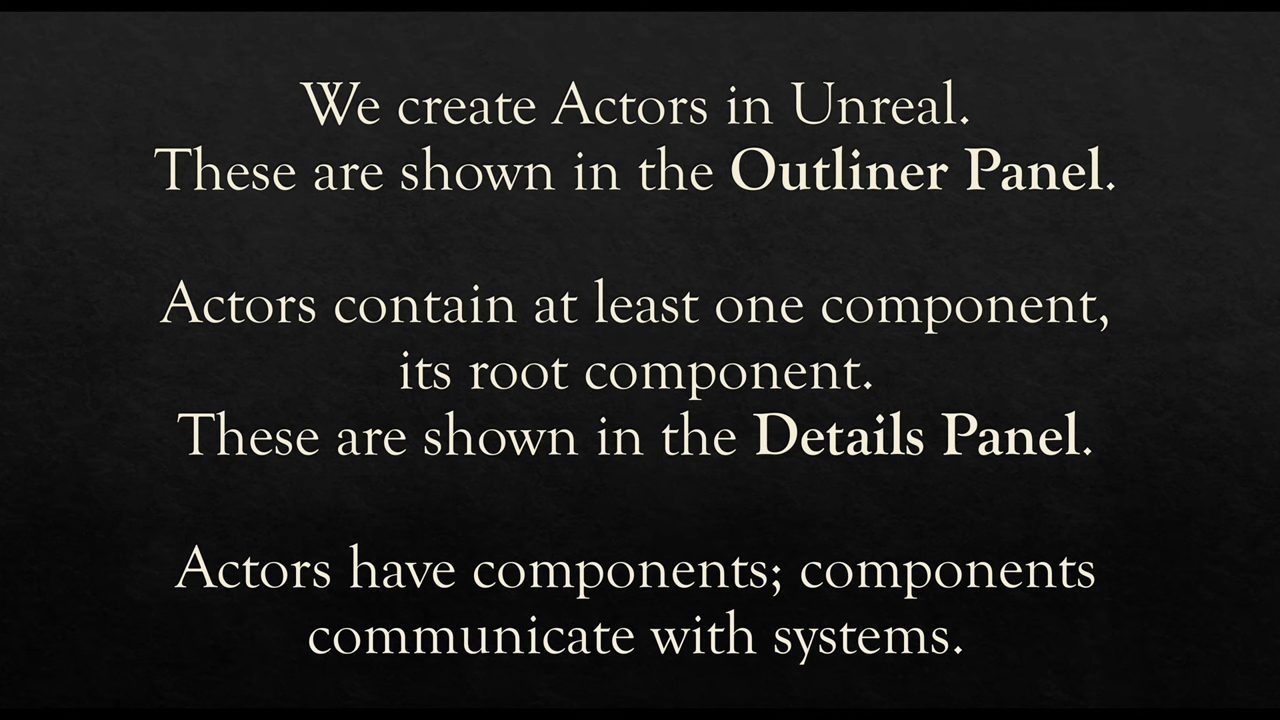 We create Actors in Unreal.
These are shown in the Outliner Panel.
Actors contain at least one component,
its root component.
These are shown in the Details Panel.
Actors have components; components
communicate with systems.